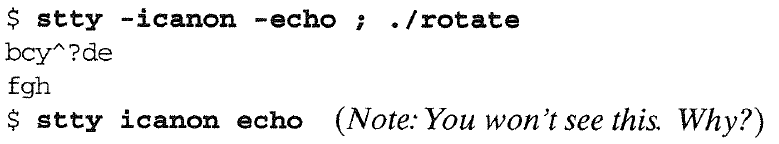 $ stty -icanon -echo ; ./rotate
bcy^?de
fgh
$ stty icanon echo (Note: You won't see this. Why?)